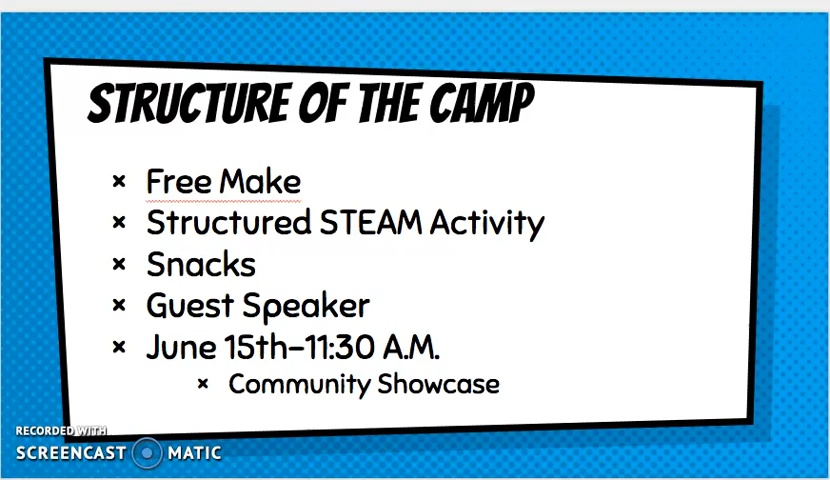 STRUCTURE OF THE CAMP
× Free Make
× Structured STEAM Activity
× Snacks
× Guest Speaker
× June 15th-11:30 A.M.
× Community Showcase
RECORDED WITH
SCREENCAST MATIC